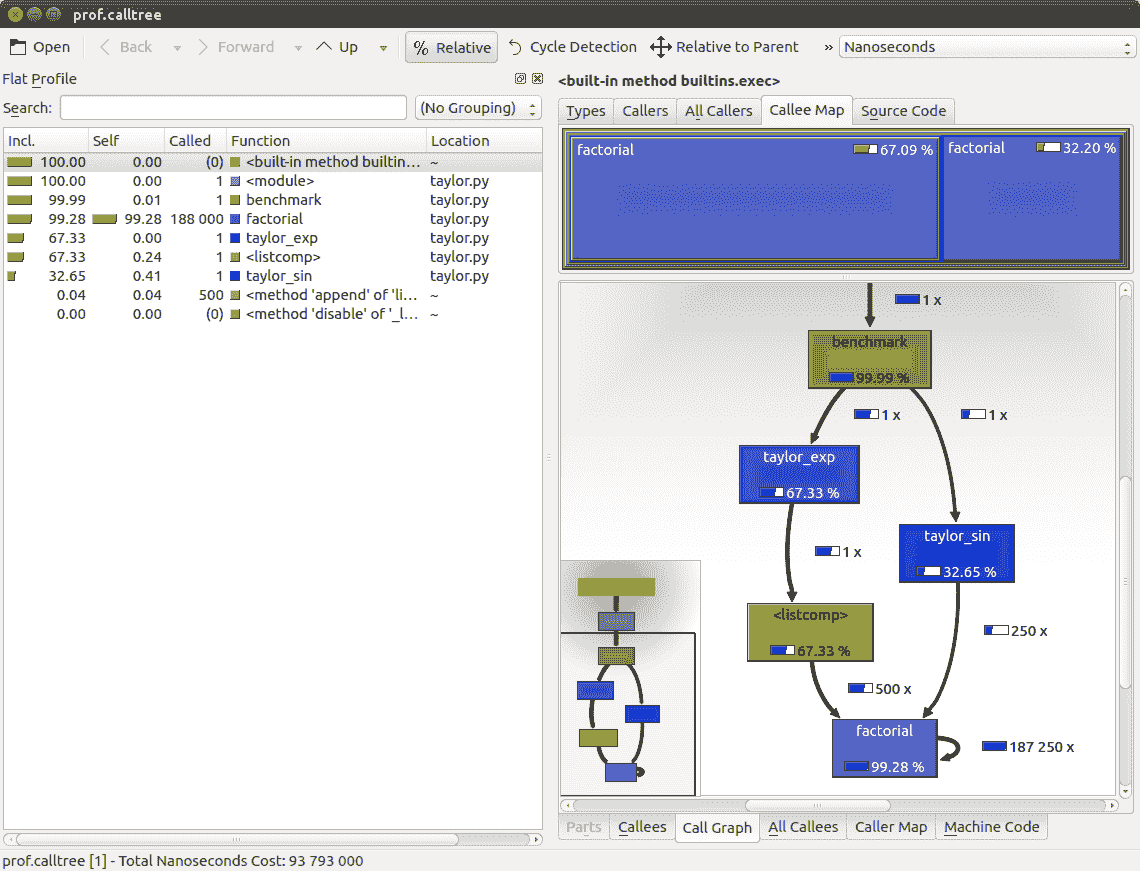 prof.calltree
Open Back Forward Up % Relative Cycle Detection Relative to Parent » Nanoseconds
Flat Profile
Search: (No Grouping)
Incl. Self Called Function Location
100.00 0.00 (0) <built-in method builtin... ~
100.00 0.00 1 <module> taylor.py
99.99 0.01 1 benchmark taylor.py
99.28 99.28 188 000 factorial taylor.py
67.33 0.00 1 taylor_exp taylor.py
67.33 0.24 1 <listcomp> taylor.py
32.65 0.41 1 taylor_sin taylor.py
0.04 0.04 500 <method 'append' of 'li... ~
0.00 0.00 (0) <method 'disable' of '_l... ~
<built-in method builtins.exec>
Types Callers All Callers Callee Map Source Code
factorial 67.09 % factorial 32.20 %
1 x
benchmark
99.99 %
1 x 1 x
taylor_exp
67.33 %
taylor_sin
32.65 %
1 x
<listcomp>
67.33 %
250 x
500 x
factorial
99.28 %
187 250 x
Parts Callees Call Graph All Callees Caller Map Machine Code
prof.calltree [1] - Total Nanoseconds Cost: 93 793 000